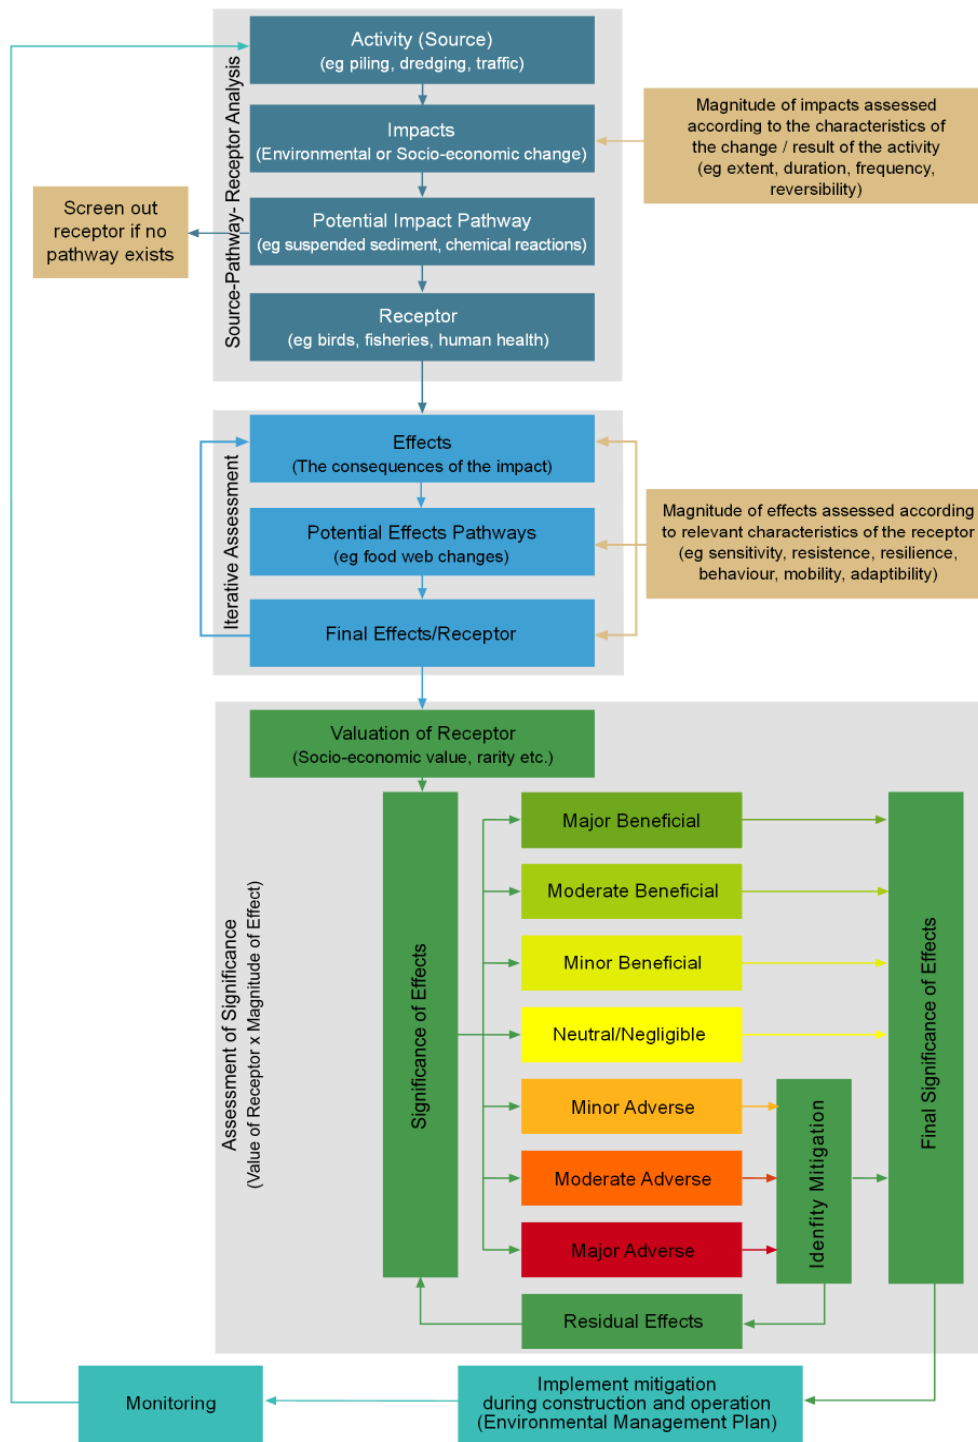 Activity (Source)
(eg piling, dredging, traffic)
Source-Pathway- Receptor Analysis
Impacts
(Environmental or Socio-economic change)
Magnitude of impacts assessed
according to the characteristics of
the change / result of the activity
(eg extent, duration, frequency,
reversibility)
Screen out
receptor if no
pathway exists
Potential Impact Pathway
(eg suspended sediment, chemical reactions)
Receptor
(eg birds, fisheries, human health)
Iterative Assessment
Effects
(The consequences of the impact)
Potential Effects Pathways
(eg food web changes)
Magnitude of effects assessed according
to relevant characteristics of the receptor
(eg sensitivity, resistence, resilience,
behaviour, mobility, adaptibility)
Final Effects/Receptor
Assessment of Significance
(Value of Receptor x Magnitude of Effect)
Valuation of Receptor
(Socio-economic value, rarity etc.)
Significance of Effects
Major Beneficial
Moderate Beneficial
Minor Beneficial
Neutral/Negligible
Minor Adverse
Moderate Adverse
Major Adverse
Idenfity Mitigation
Final Significance of Effects
Residual Effects
Monitoring
Implement mitigation
during construction and operation
(Environmental Management Plan)